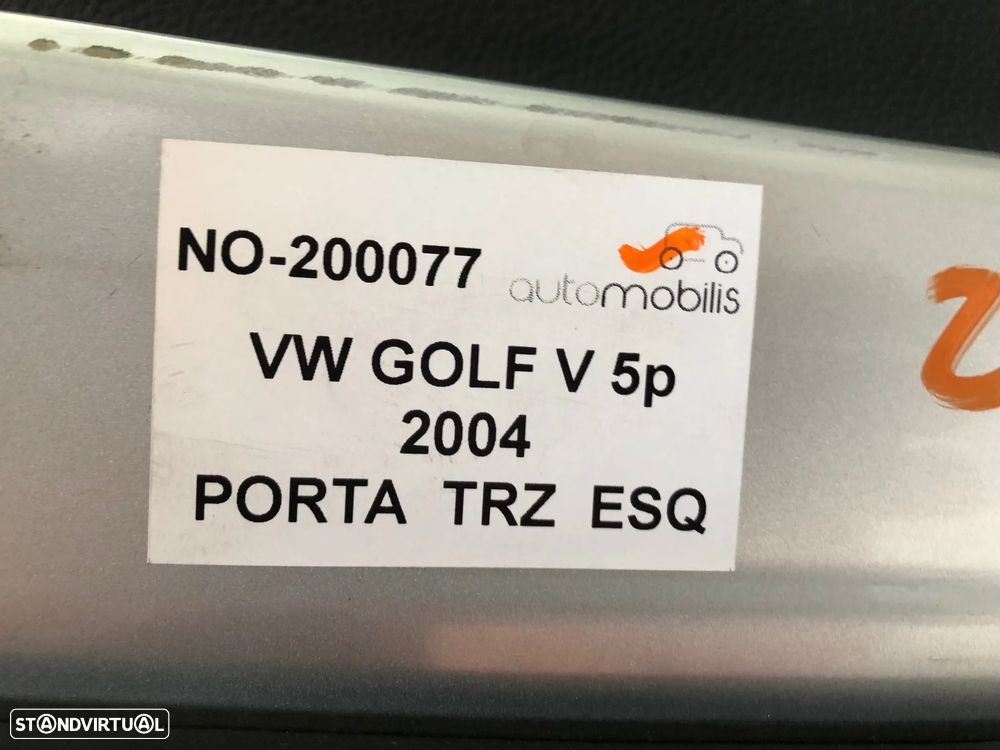 NO-200077
automobilis
VW GOLF V 5p
2004
PORTA TRZ ESQ
STANDVIRTUAL